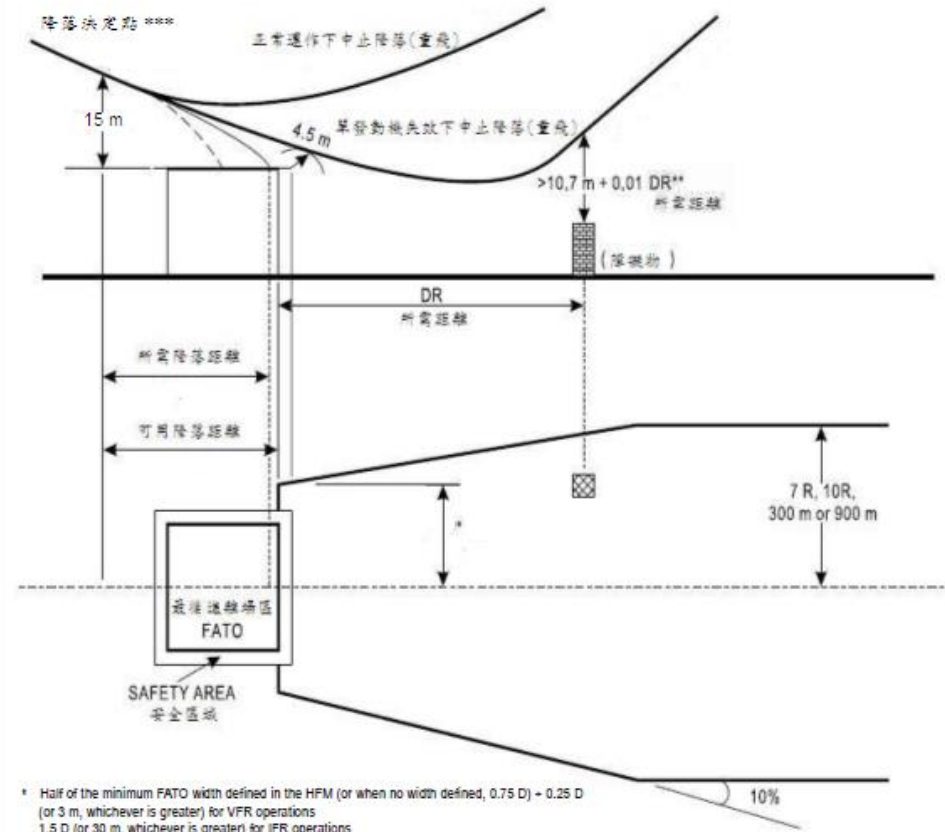 降落決定點 ***
正常運作下中止降落(重飛)
15 m
4.5 m
單發動機失效下中止降落(重飛)
>10,7 m + 0,01 DR**
所需距離
(障礙物)
DR
所需距離
所需降落距離
可用降落距離
*
7 R, 10R,
300 m or 900 m
最後進離場區
FATO
SAFETY AREA
安全區域
10%
* Half of the minimum FATO width defined in the HFM (or when no width defined, 0.75 D) + 0.25 D
(or 3 m, whichever is greater) for VFR operations
1.5 D (or 30 m, whichever is greater) for IFR operations